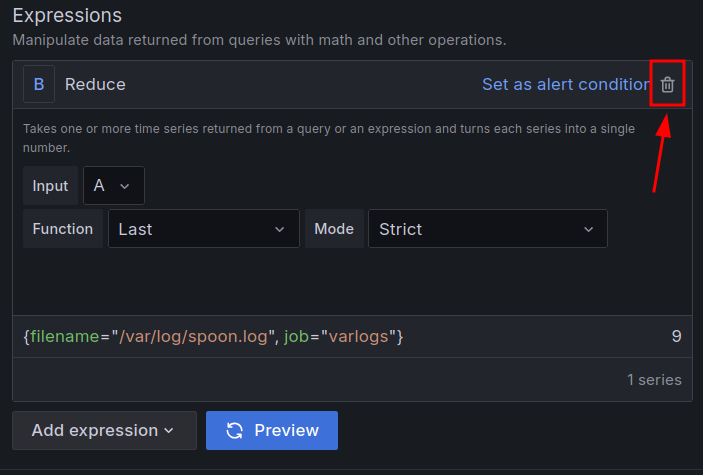 Expressions
Manipulate data returned from queries with math and other operations.
B Reduce Set as alert condition
Takes one or more time series returned from a query or an expression and turns each series into a single
number.
Input A
Function Last Mode Strict
{filename="/var/log/spoon.log", job="varlogs"} 9
1 series
Add expression Preview